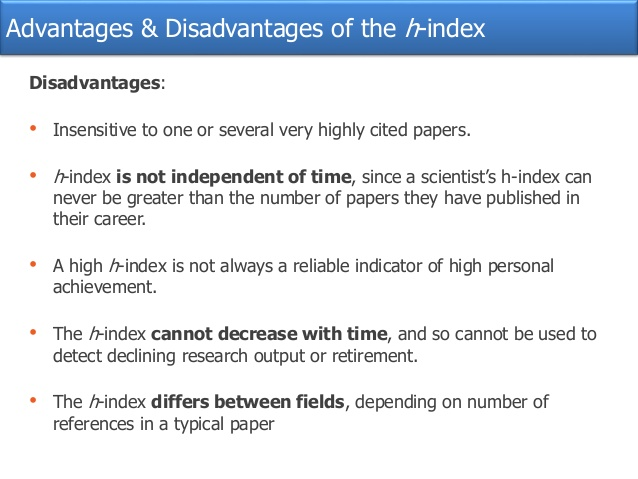 Advantages & Disadvantages of the h-index
Disadvantages:
• Insensitive to one or several very highly cited papers.
• h-index is not independent of time, since a scientist’s h-index can
never be greater than the number of papers they have published in
their career.
• A high h-index is not always a reliable indicator of high personal
achievement.
• The h-index cannot decrease with time, and so cannot be used to
detect declining research output or retirement.
• The h-index differs between fields, depending on number of
references in a typical paper